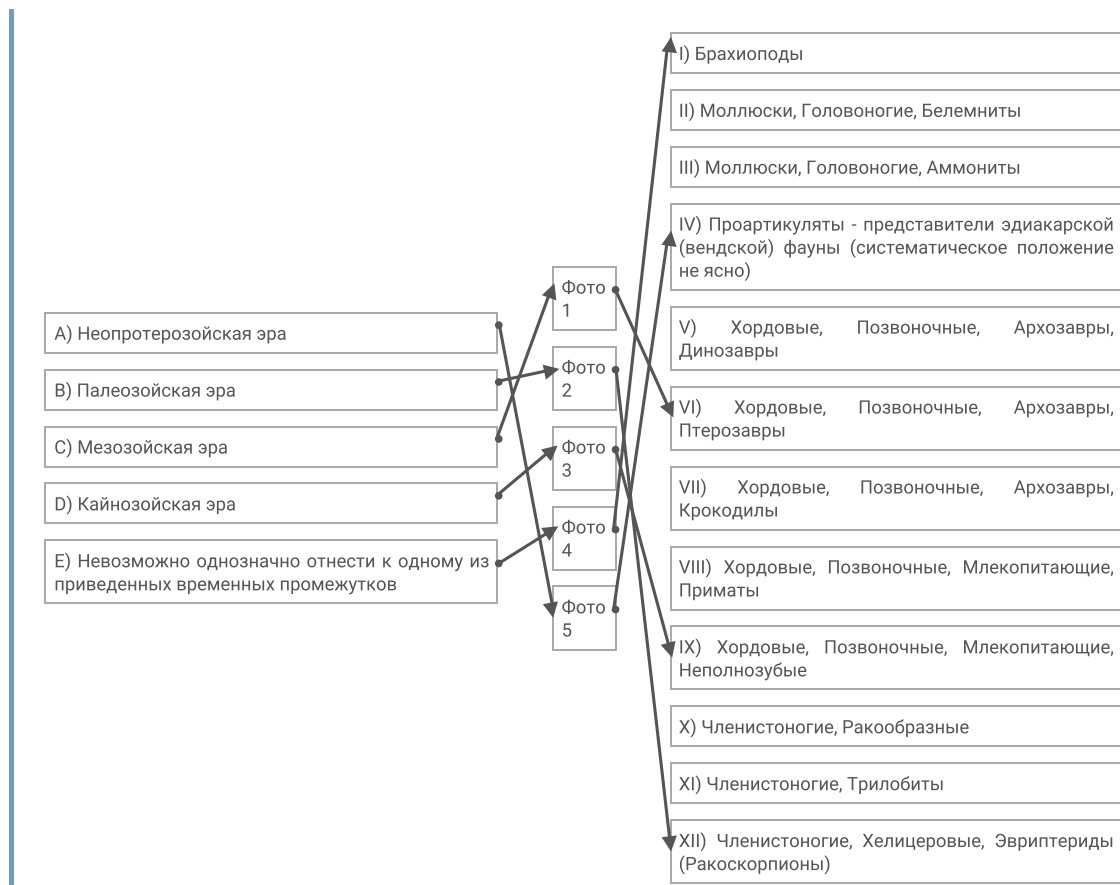 A) Неопротерозойская эра
B) Палеозойская эра
C) Мезозойская эра
D) Кайнозойская эра
E) Невозможно однозначно отнести к одному из
приведенных временных промежутков
Фото
1
Фото
2
Фото
3
Фото
4
Фото
5
I) Брахиоподы
II) Моллюски, Головоногие, Белемниты
III) Моллюски, Головоногие, Аммониты
IV) Проартикуляты - представители эдиакарской
(вендской) фауны (систематическое положение
не ясно)
V) Хордовые, Позвоночные, Архозавры,
Динозавры
VI) Хордовые, Позвоночные, Архозавры,
Птерозавры
VII) Хордовые, Позвоночные, Архозавры,
Крокодилы
VIII) Хордовые, Позвоночные, Млекопитающие,
Приматы
IX) Хордовые, Позвоночные, Млекопитающие,
Неполнозубые
X) Членистоногие, Ракообразные
XI) Членистоногие, Трилобиты
XII) Членистоногие, Хелицеровые, Эвриптериды
(Ракоскорпионы)